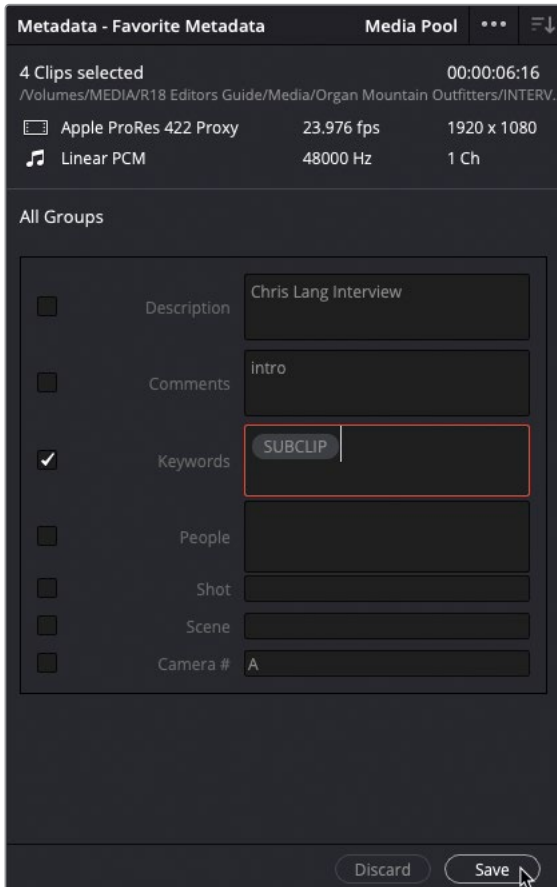 Metadata - Favorite Metadata Media Pool •••
4 Clips selected 00:00:06:16
/Volumes/MEDIA/R18 Editors Guide/Media/Organ Mountain Outfitters/INTERV.
Apple ProRes 422 Proxy 23.976 fps 1920 x 1080
Linear PCM 48000 Hz 1 Ch
All Groups
Description Chris Lang Interview
Comments intro
Keywords SUBCLIP
People
Shot
Scene
Camera # A
Discard Save